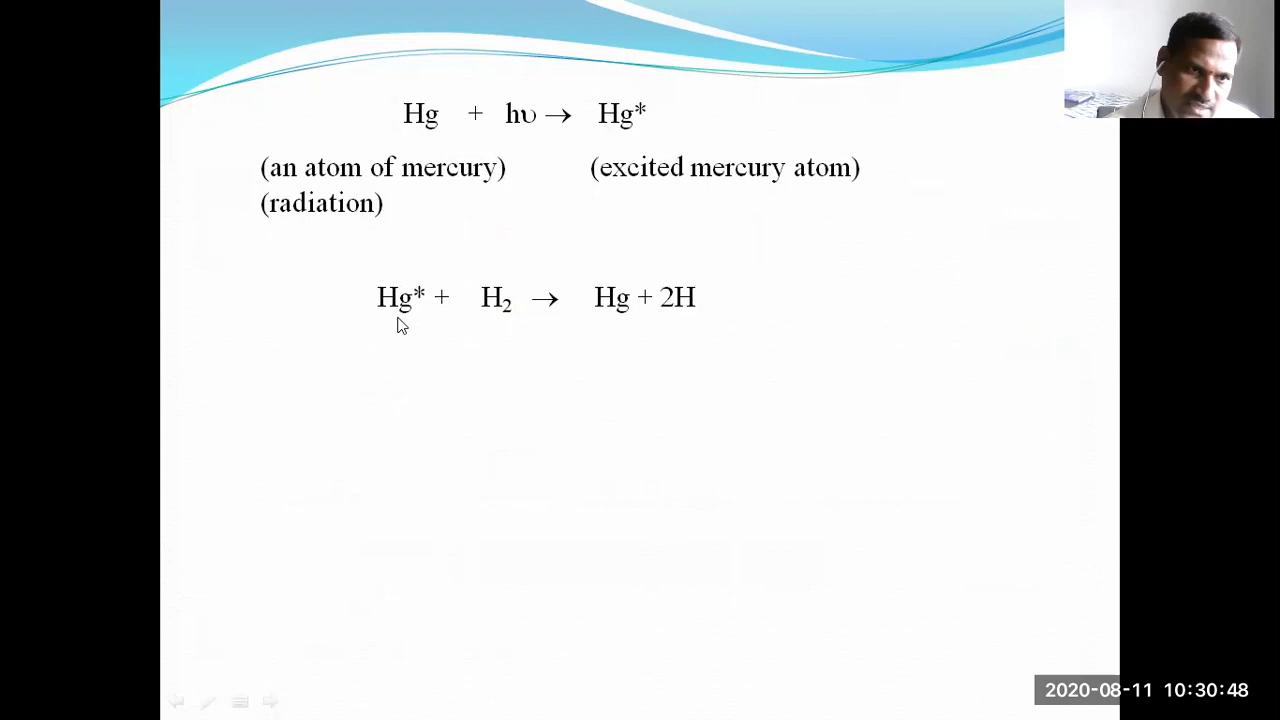 Hg + hυ → Hg*
(an atom of mercury) (excited mercury atom)
(radiation)
Hg* + H₂ → Hg + 2H
2020-08-11 10:30:48